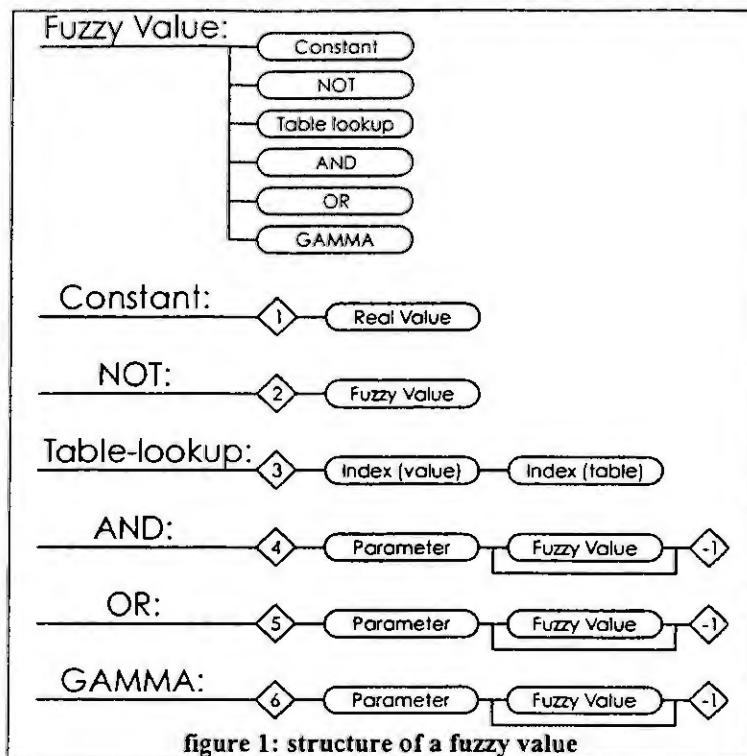 Fuzzy Value:
Constant
NOT
Table lookup
AND
OR
GAMMA
Constant: 1 Real Value
NOT: 2 Fuzzy Value
Table-lookup: 3 Index (value) Index (table)
AND: 4 Parameter Fuzzy Value -1
OR: 5 Parameter Fuzzy Value -1
GAMMA: 6 Parameter Fuzzy Value -1
figure 1: structure of a fuzzy value